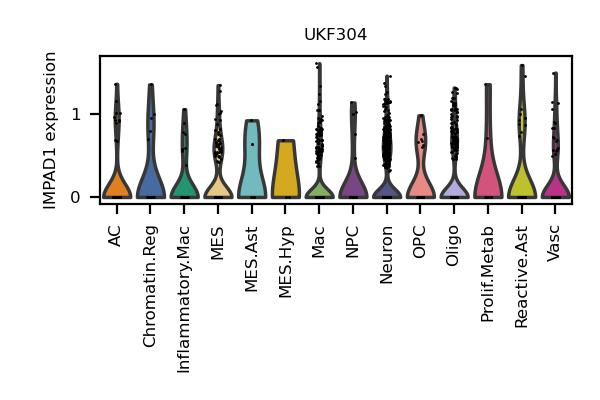 UKF304
IMPAD1 expression
1
0
AC
Chromatin.Reg
Inflammatory.Mac
MES
MES.Ast
MES.Hyp
Mac
NPC
Neuron
OPC
Oligo
Prolif.Metab
Reactive.Ast
Vasc